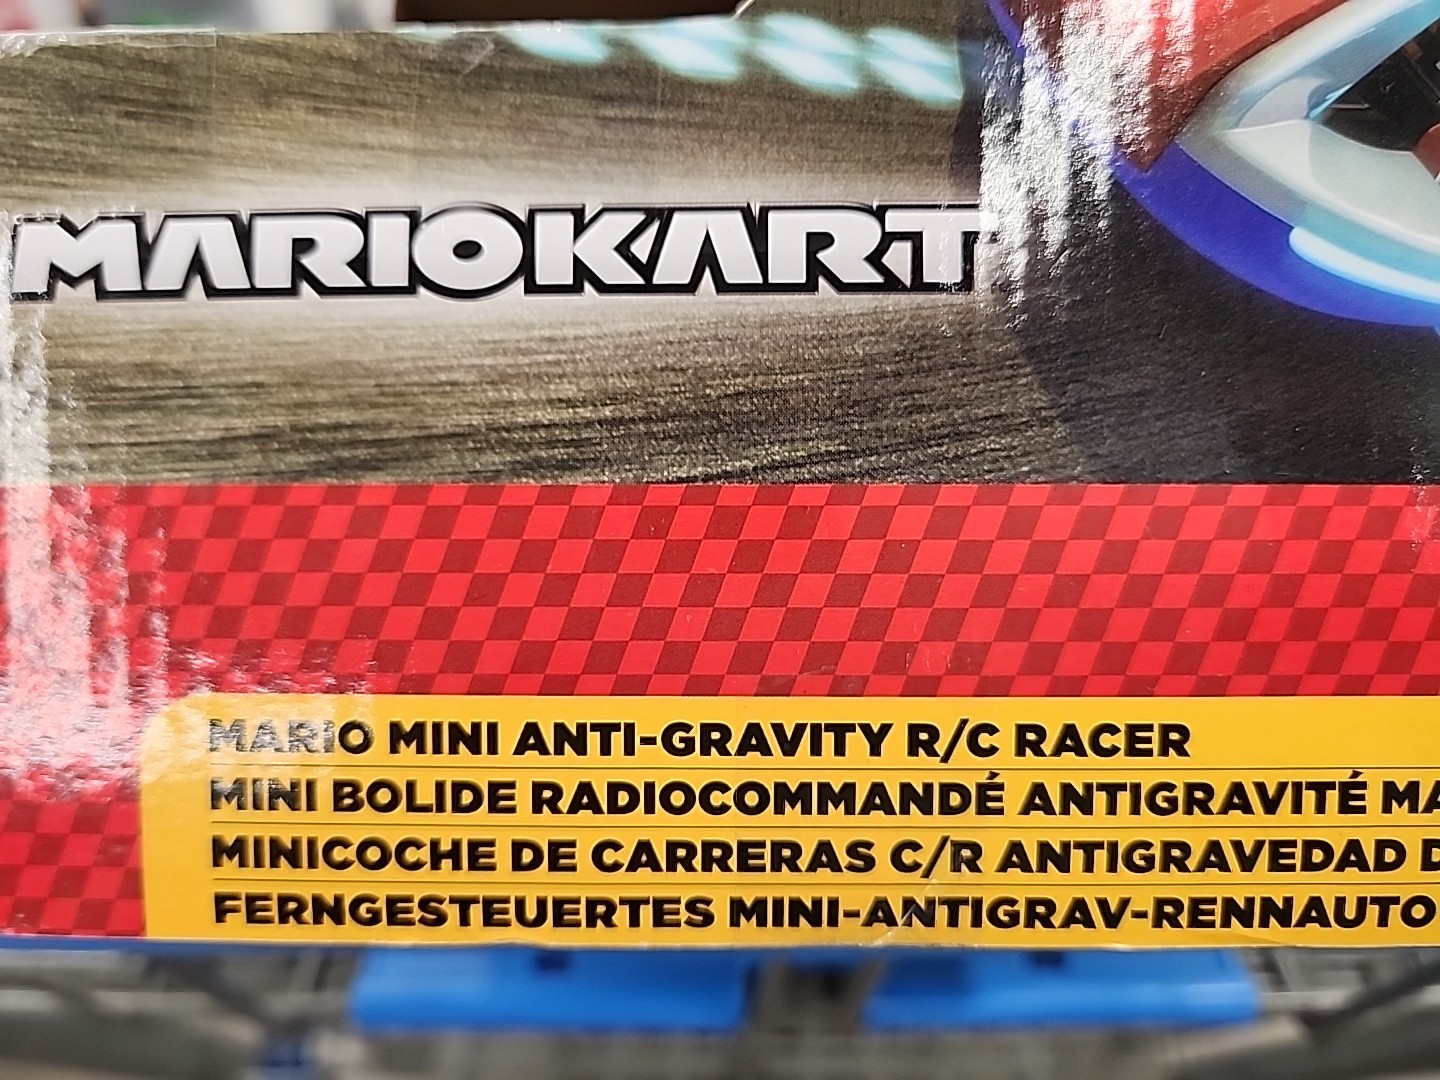 MARIOKART
MARIO MINI ANTI-GRAVITY R/C RACER
MINI BOLIDE RADIOCOMMANDÉ ANTIGRAVITÉ
MINICOCHE DE CARRERAS C/R ANTIGRAVEDAD
FERNGESTEUERTES MINI-ANTIGRAV-RENNAUTO